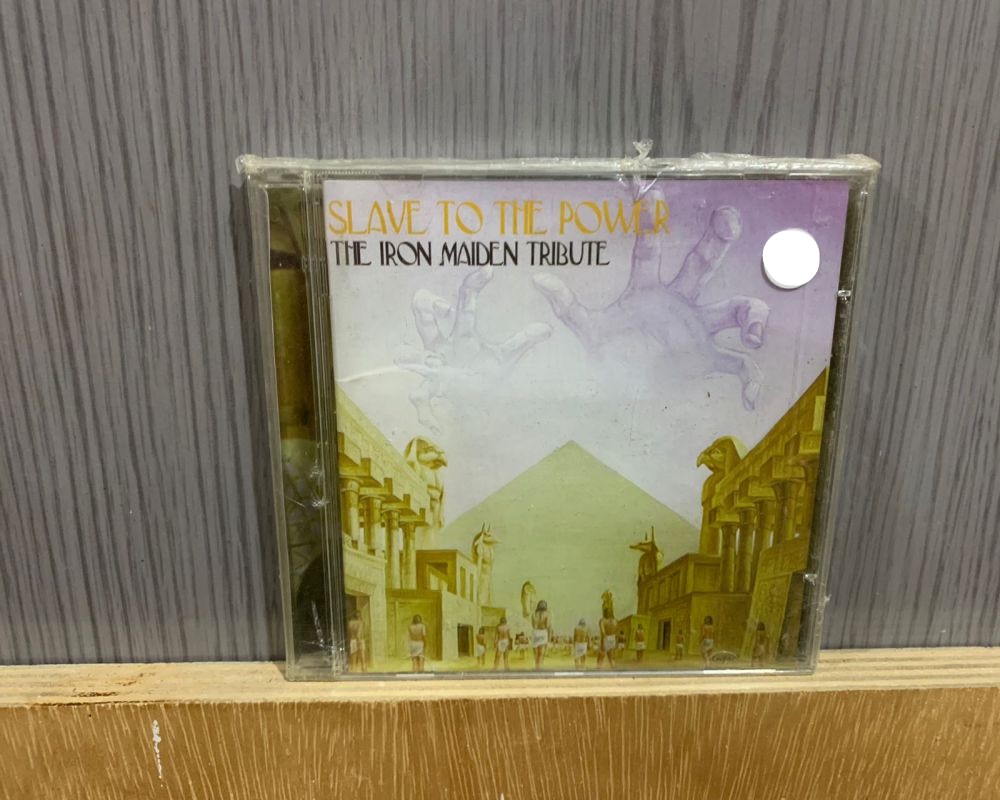 SLAVE TO THE POWER
THE IRON MAIDEN TRIBUTE